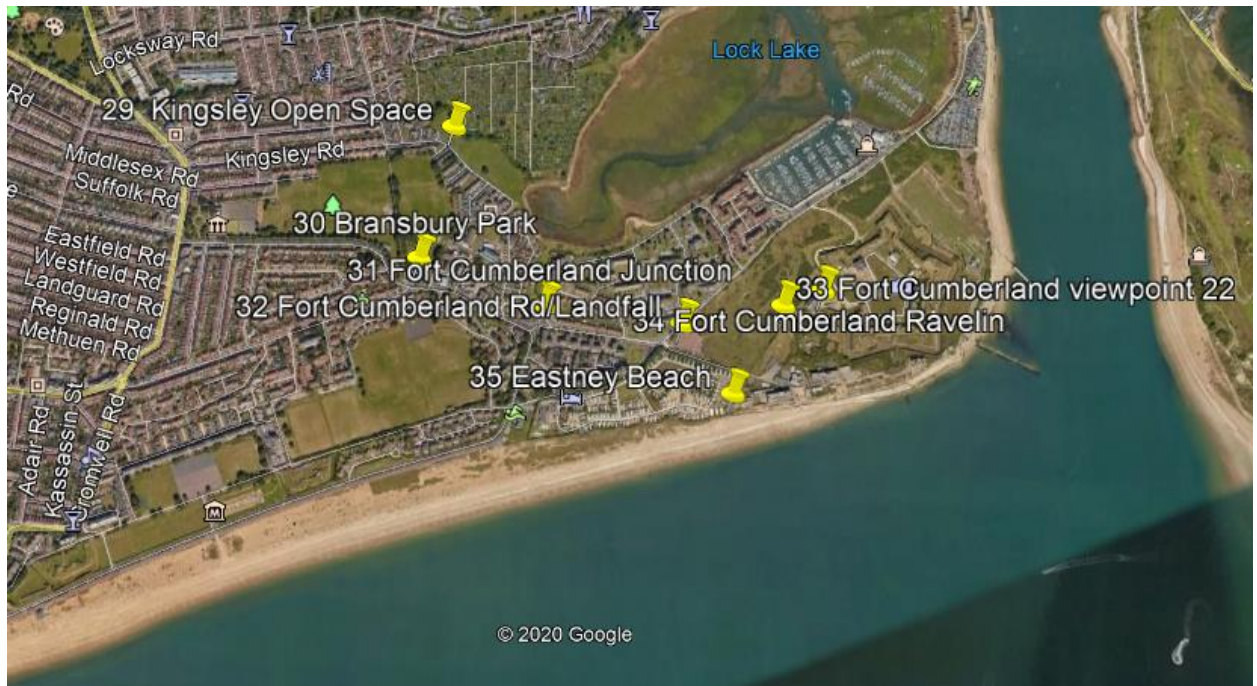 Locksway Rd
Lock Lake
Rd
29 Kingsley Open Space
Kingsley Rd
Middlesex Rd
Suffolk Rd
30 Bransbury Park
Eastfield Rd
Westfield Rd
Landguard Rd
Reginald Rd
Methuen Rd
31 Fort Cumberland Junction
32 Fort Cumberland Rd/Landfall
33 Fort Cumberland viewpoint 22
34 Fort Cumberland Ravelin
35 Eastney Beach
Adair Rd
Kassassin St
Cromwell Rd
M
© 2020 Google